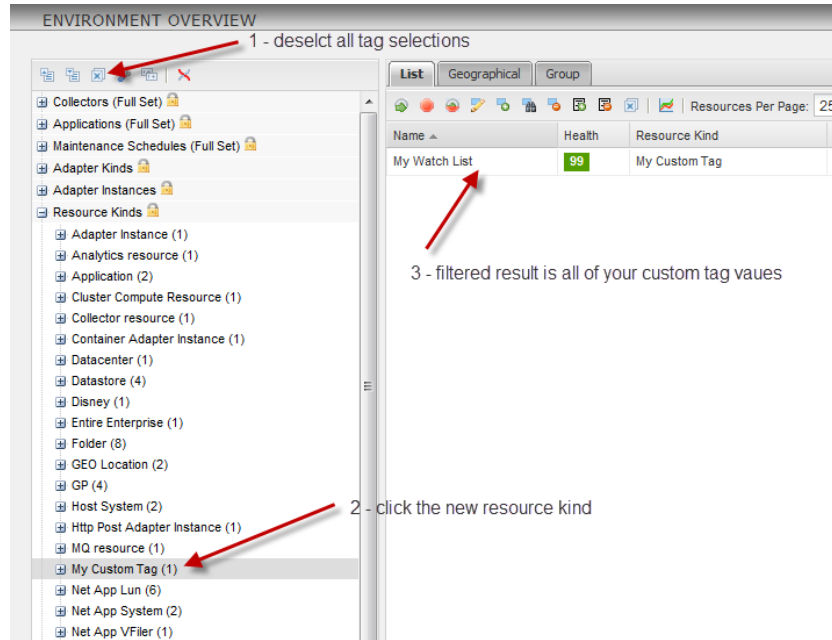 ENVIRONMENT OVERVIEW
1 - deselct all tag selections
List Geographical Group
Collectors (Full Set)
Applications (Full Set)
Maintenance Schedules (Full Set)
Adapter Kinds
Adapter Instances
Resource Kinds
Adapter Instance (1)
Analytics resource (1)
Application (2)
Cluster Compute Resource (1)
Collector resource (1)
Container Adapter Instance (1)
Datacenter (1)
Datastore (4)
Disney (1)
Entire Enterprise (1)
Folder (8)
GEO Location (2)
GP (4)
Host System (2)
Http Post Adapter Instance (1)
MQ resource (1)
My Custom Tag (1)
Net App Lun (6)
Net App System (2)
Net App VFiler (1)
Resources Per Page: 25
Name Health Resource Kind
My Watch List 99 My Custom Tag
3 - filtered result is all of your custom tag vaues
2 - click the new resource kind